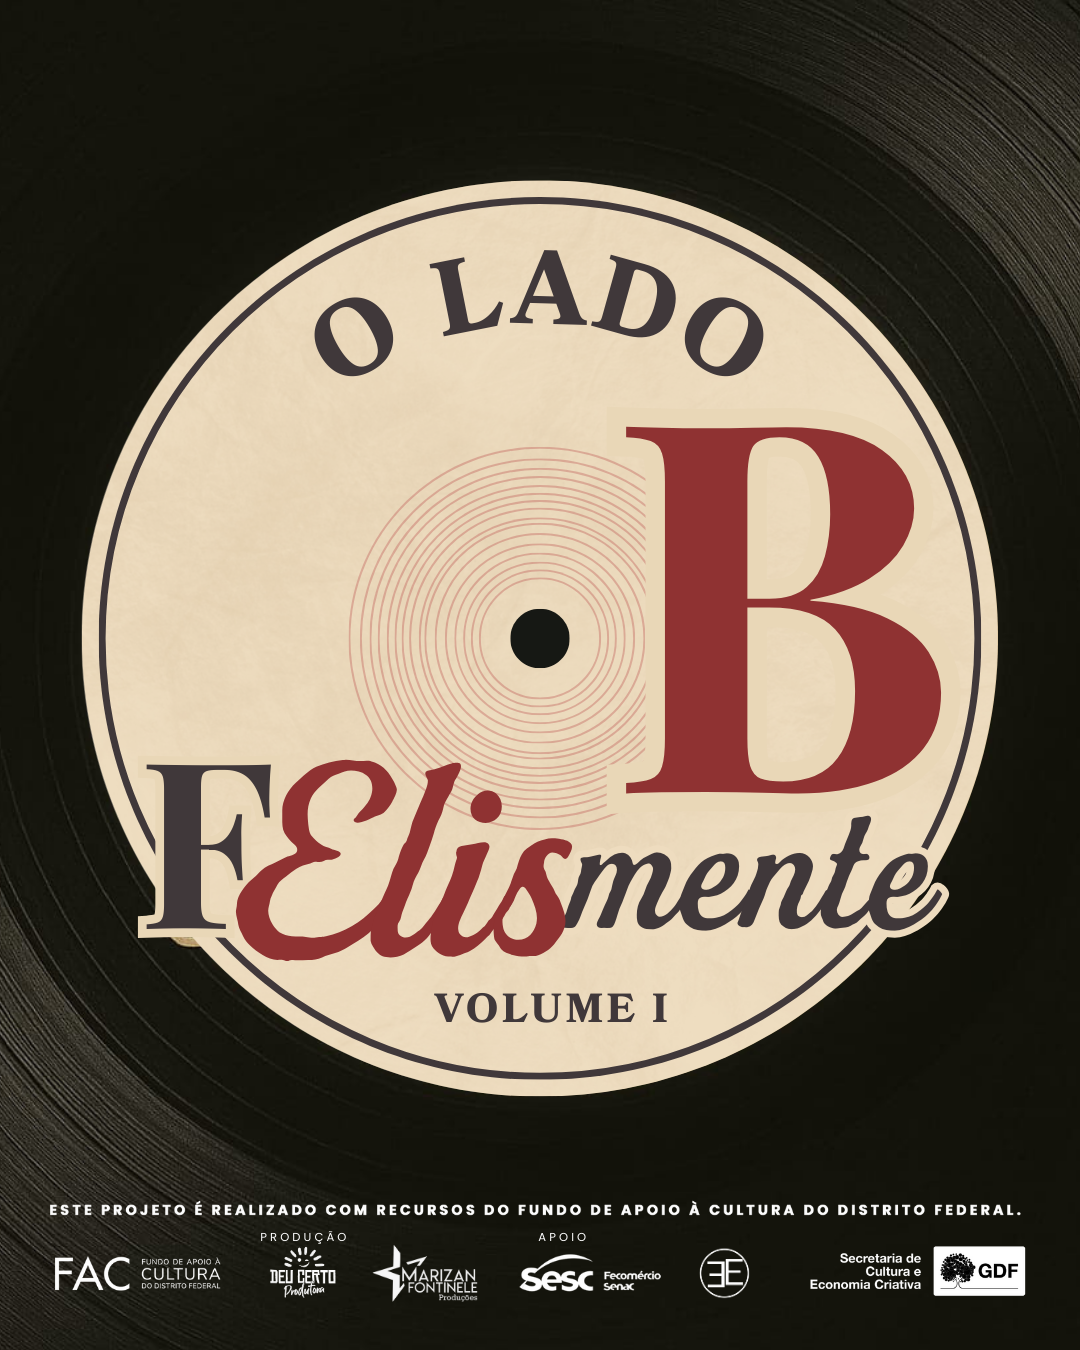 O LADO
B
FElismente
VOLUME I
ESTE PROJETO É REALIZADO COM RECURSOS DO FUNDO DE APOIO À CULTURA DO DISTRITO FEDERAL.
PRODUÇÃO
APOIO
FAC
FUNDO DE APOIO À
CULTURA
DO DISTRITO FEDERAL
DEU CERTO
Produtora
MARIZAN
FONTINELE
Produções
Sesc
Fecomércio
Senac
3E
Secretaria de
Cultura e
Economia Criativa
GDF